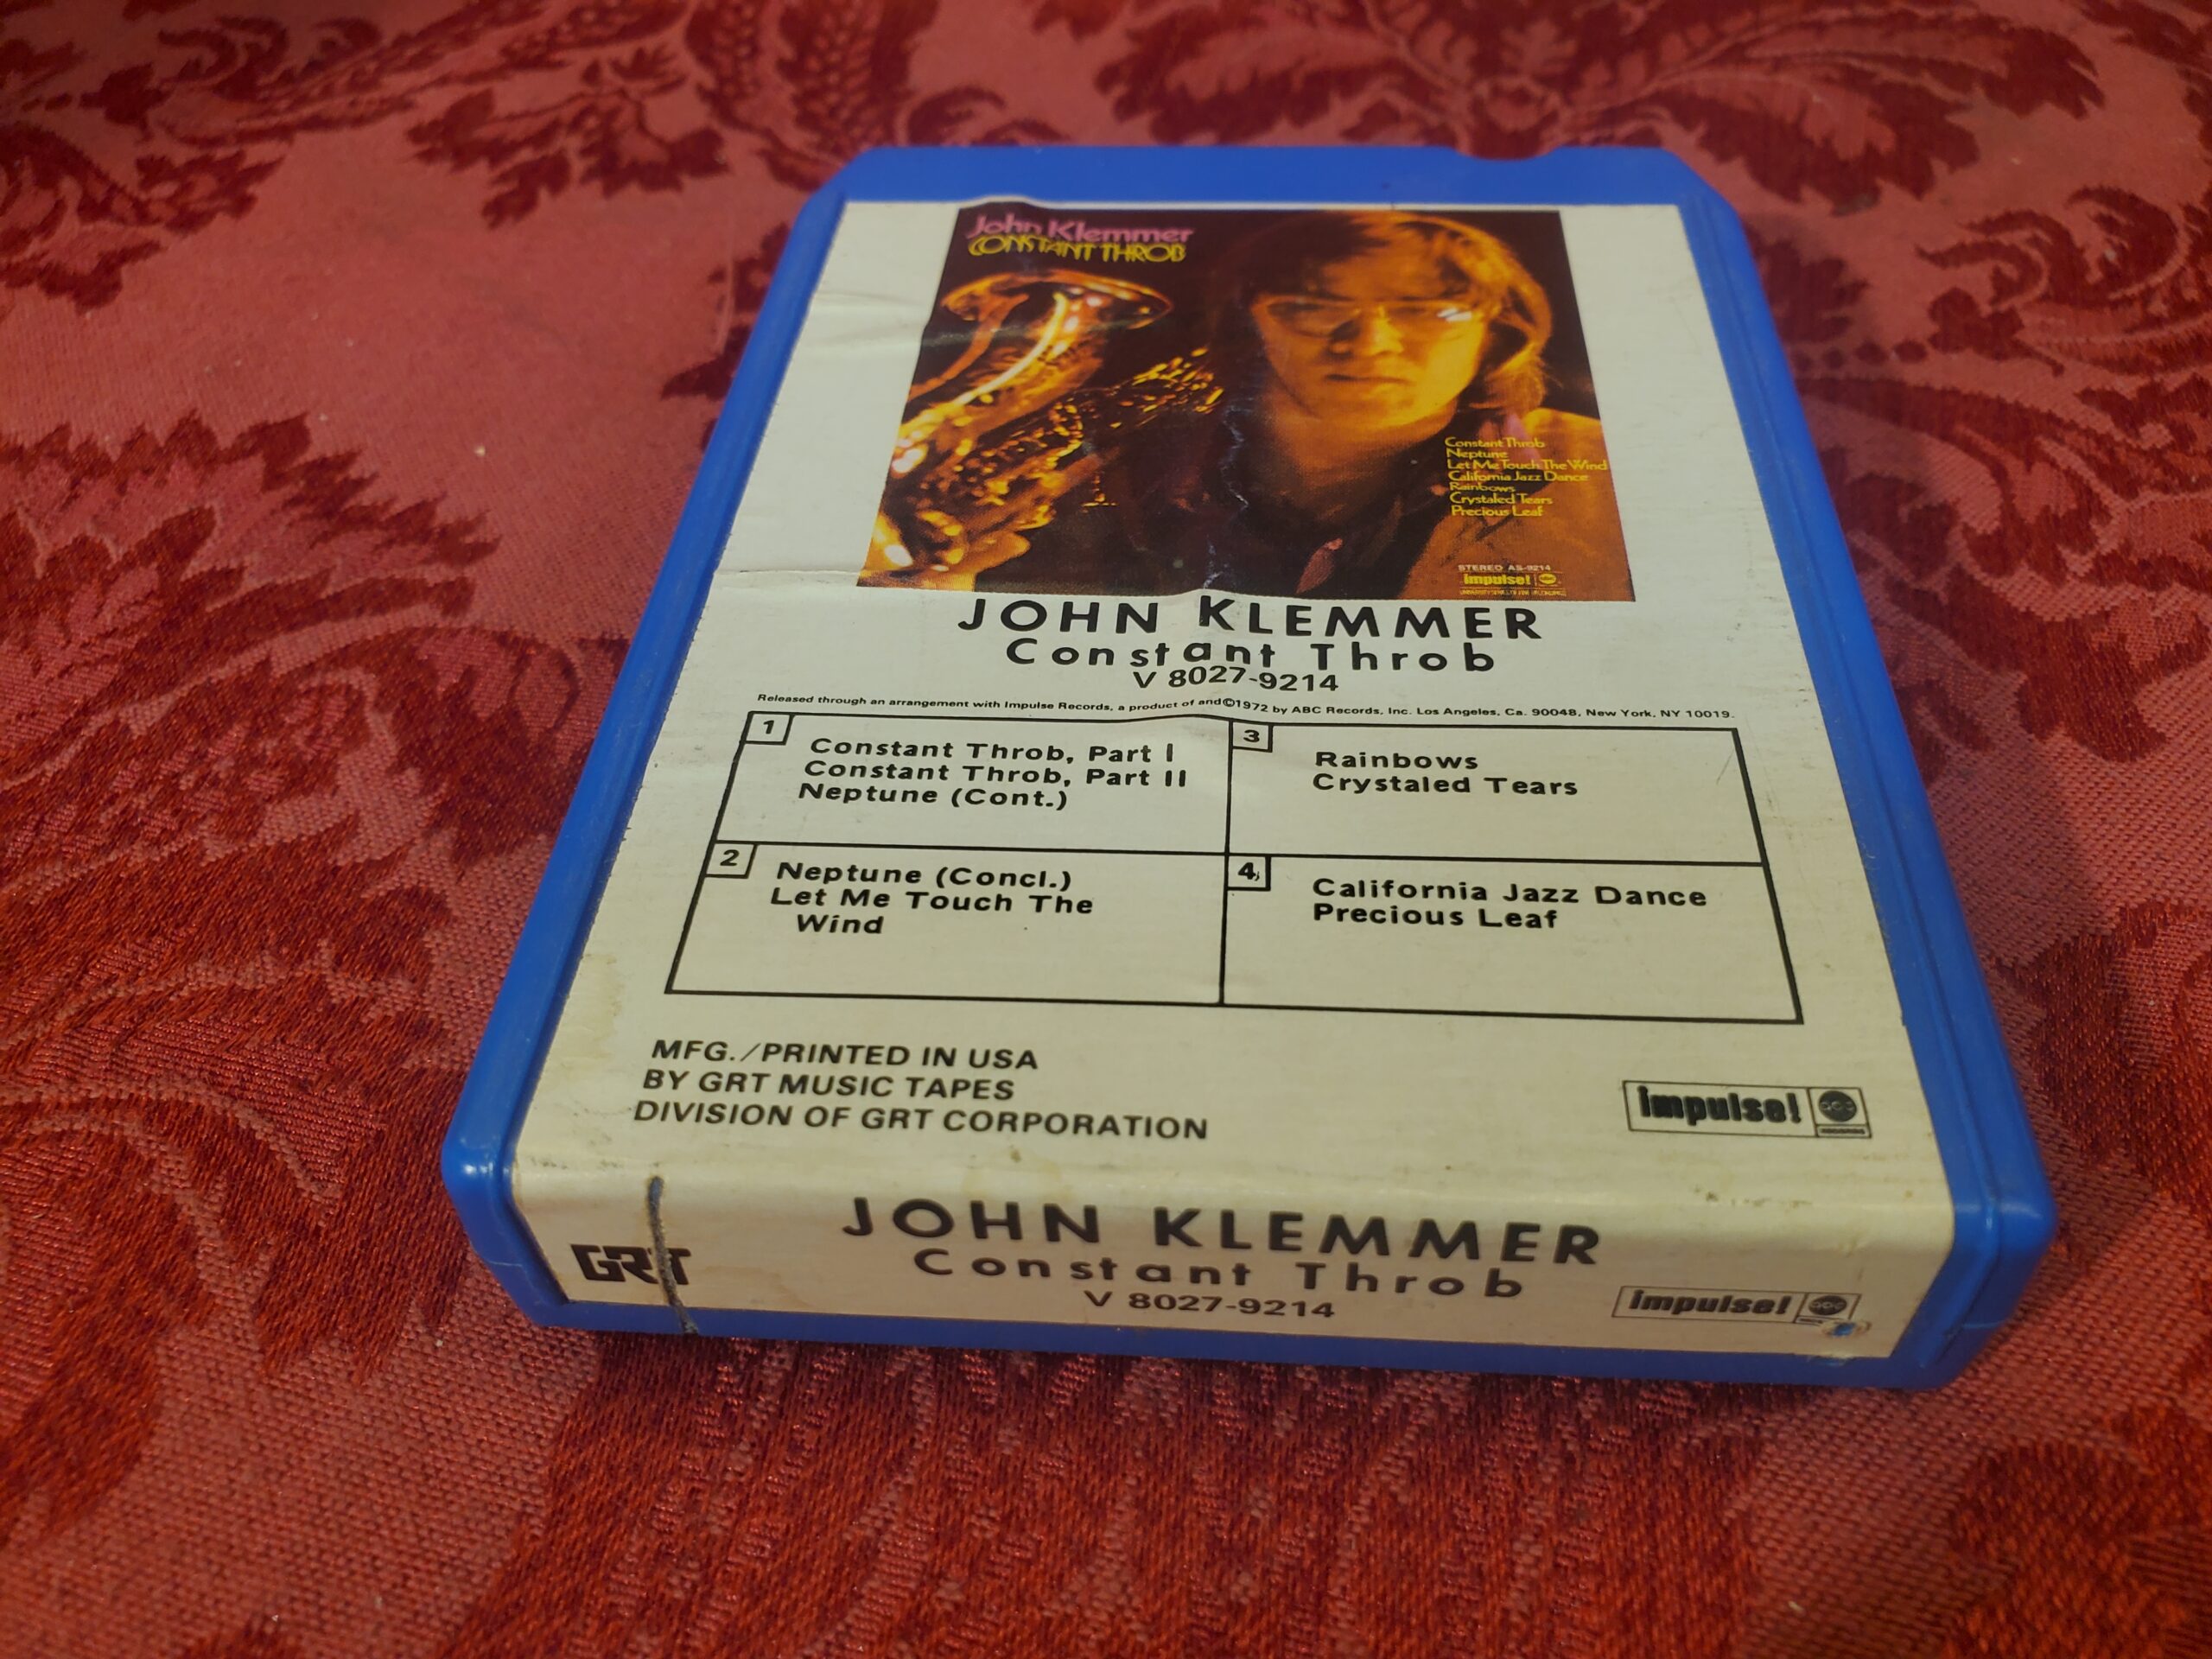 John Klemmer
CONSTANT THROB
Constant Throb
Neptune
Let Me Touch The Wind
California Jazz Dance
Rainbows
Crystaled Tears
Precious Leaf
STEREO AS-9214
impulse! abc
JOHN KLEMMER
Constant Throb
V 8027-9214
Released through an arrangement with Impulse Records, a product of and©1972 by ABC Records, Inc. Los Angeles, Ca. 90048, New York, NY 10019.
1
Constant Throb, Part I
Constant Throb, Part II
Neptune (Cont.)
2
Neptune (Concl.)
Let Me Touch The
Wind
3
Rainbows
Crystaled Tears
4
California Jazz Dance
Precious Leaf
MFG./PRINTED IN USA
BY GRT MUSIC TAPES
DIVISION OF GRT CORPORATION
impulse! abc
RECORDS
GRT
JOHN KLEMMER
Constant Throb
V 8027-9214
impulse! abc